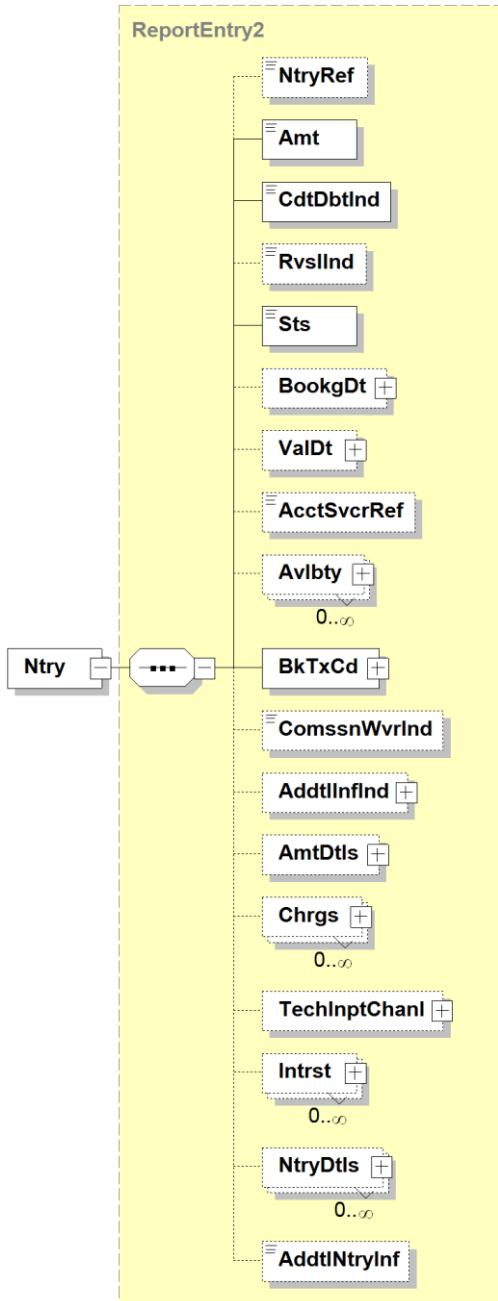 ReportEntry2
NtryRef
Amt
CdtDbtInd
RvslInd
Sts
BookgDt
ValDt
AcctSvcrRef
Avlbty
0..∞
Ntry
BkTxCd
ComssnWvrInd
AddtlInfInd
AmtDtls
Chrgs
0..∞
TechInptChanl
Intrst
0..∞
NtryDtls
0..∞
AddtlNtryInf